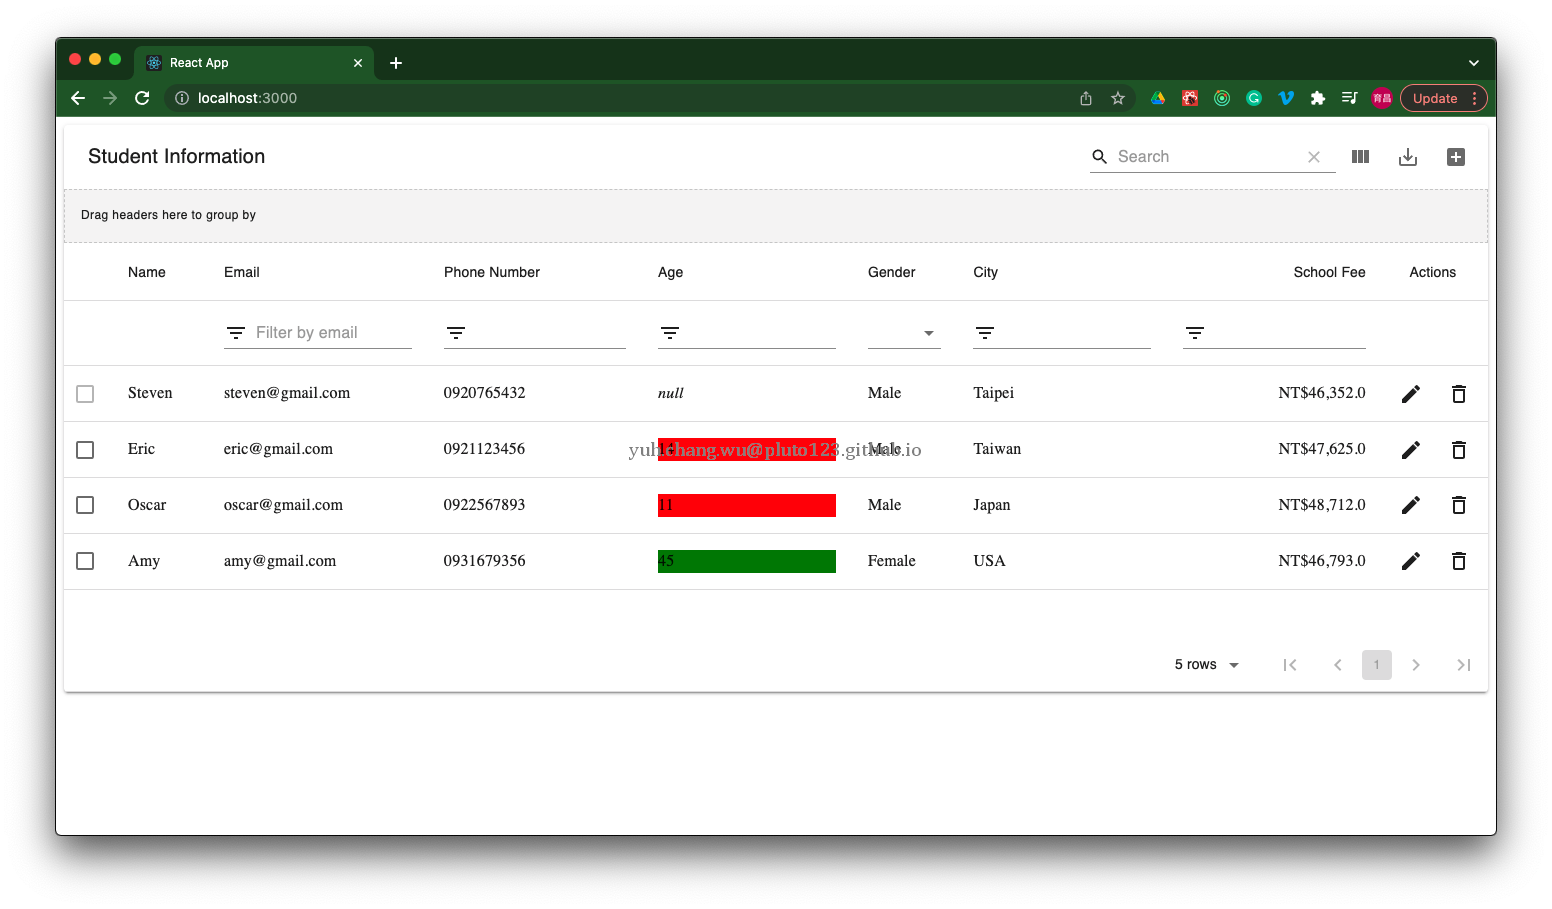 React App
localhost:3000
育昌
Update
Student Information
Search
Drag headers here to group by
Name Email Phone Number Age Gender City School Fee Actions
Filter by email
Steven steven@gmail.com 0920765432 null Male Taipei NT$46,352.0
Eric eric@gmail.com 0921123456 Male Taiwan NT$47,625.0
yuhchang.wu@pluto123.github.io
Oscar oscar@gmail.com 0922567893 11 Male Japan NT$48,712.0
Amy amy@gmail.com 0931679356 45 Female USA NT$46,793.0
5 rows 1